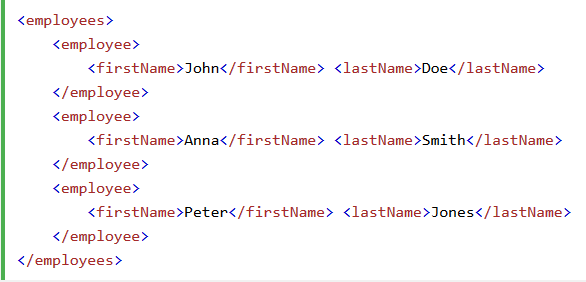 <employees>
    <employee>
        <firstName>John</firstName> <lastName>Doe</lastName>
    </employee>
    <employee>
        <firstName>Anna</firstName> <lastName>Smith</lastName>
    </employee>
    <employee>
        <firstName>Peter</firstName> <lastName>Jones</lastName>
    </employee>
</employees>